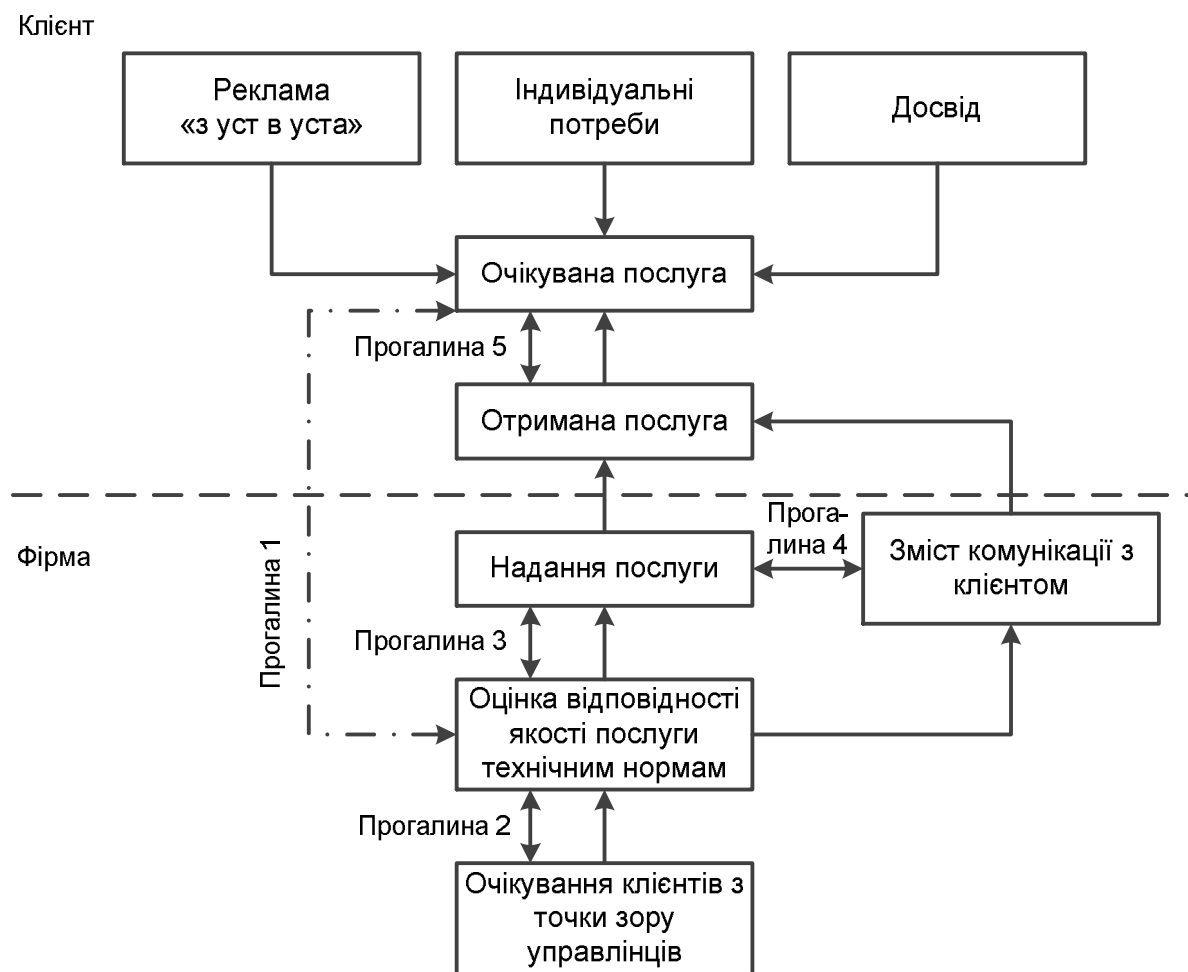 Клієнт
Реклама
«з уст в уста»
Індивідуальні
потреби
Досвід
Очікувана послуга
Прогалина 5
Отримана послуга
Фірма
Прогалина 1
Надання послуги
Прога-
лина 4
Зміст комунікації з
клієнтом
Прогалина 3
Оцінка відповідності
якості послуги
технічним нормам
Прогалина 2
Очікування клієнтів з
точки зору
управлінців